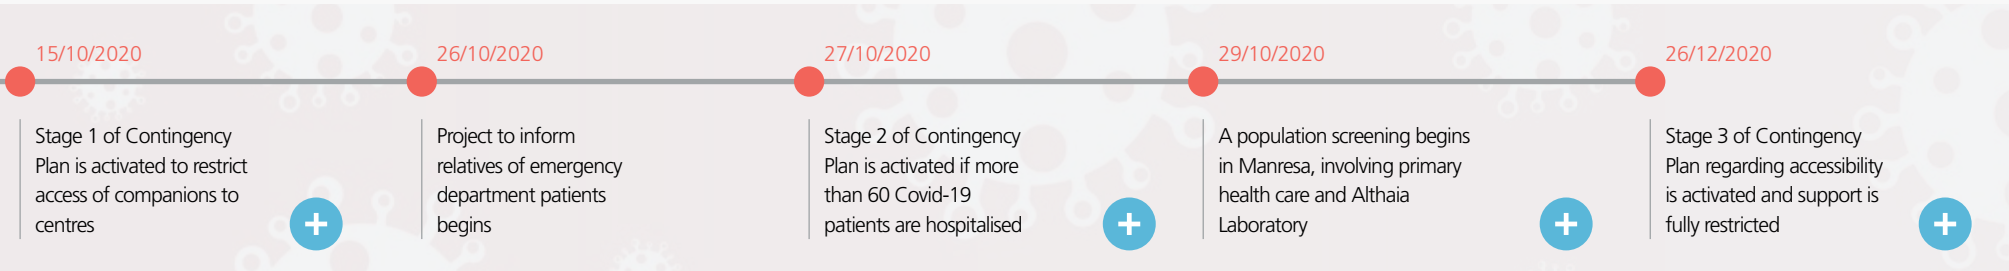 15/10/2020
Stage 1 of Contingency
Plan is activated to restrict
access of companions to
centres
26/10/2020
Project to inform
relatives of emergency
department patients
begins
27/10/2020
Stage 2 of Contingency
Plan is activated if more
than 60 Covid-19
patients are hospitalised
29/10/2020
A population screening begins
in Manresa, involving primary
health care and Althaia
Laboratory
26/12/2020
Stage 3 of Contingency
Plan regarding accessibility
is activated and support is
fully restricted